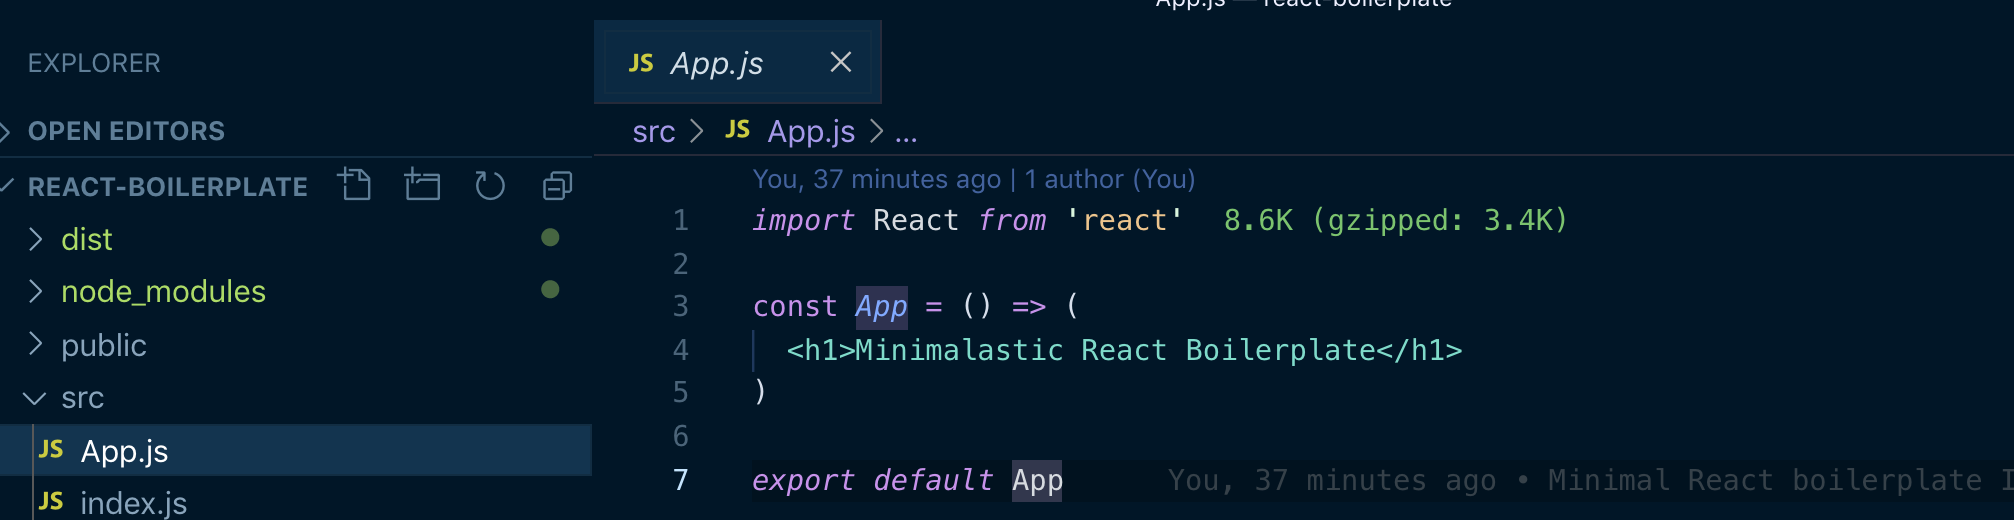 App.js — react-boilerplate
EXPLORER
OPEN EDITORS
REACT-BOILERPLATE
dist
node_modules
public
src
JS App.js
JS index.js
JS App.js
src > JS App.js > ...
You, 37 minutes ago | 1 author (You)
1 import React from 'react' 8.6K (gzipped: 3.4K)
2
3 const App = () => (
4 <h1>Minimalastic React Boilerplate</h1>
5 )
6
7 export default App You, 37 minutes ago • Minimal React boilerplate I